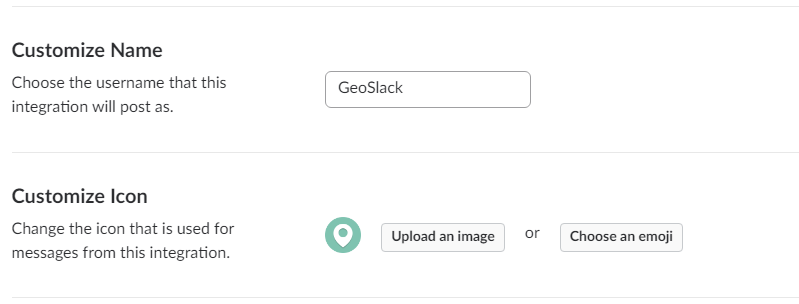 Customize Name
Choose the username that this
integration will post as.
GeoSlack
Customize Icon
Change the icon that is used for
messages from this integration.
Upload an image or Choose an emoji